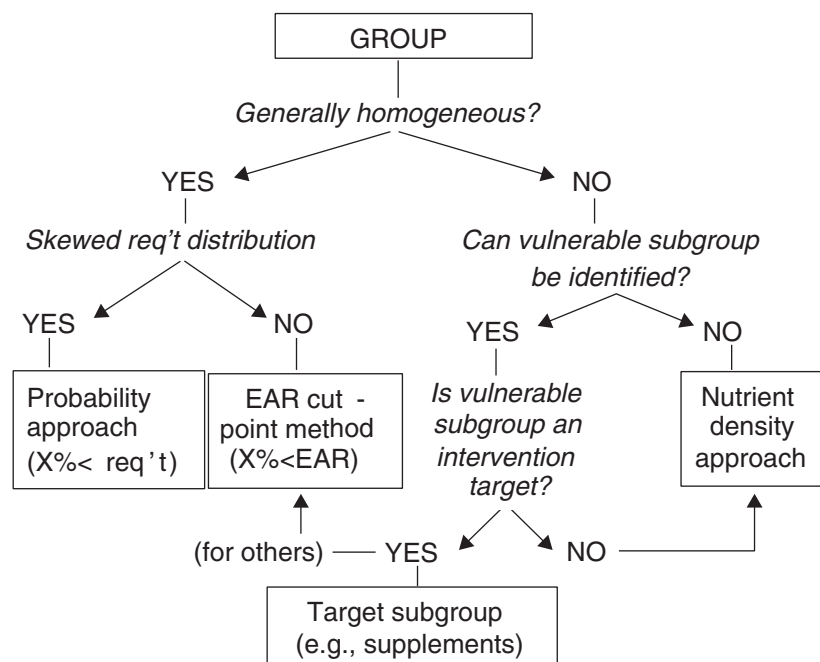 GROUP
Generally homogeneous?
YES
NO
Skewed req't distribution
Can vulnerable subgroup
be identified?
YES
NO
YES
NO
Probability
approach
(X%< req't)
EAR cut -
point method
(X%<EAR)
Is vulnerable
subgroup an
intervention
target?
Nutrient
density
approach
(for others)
YES
NO
Target subgroup
(e.g., supplements)